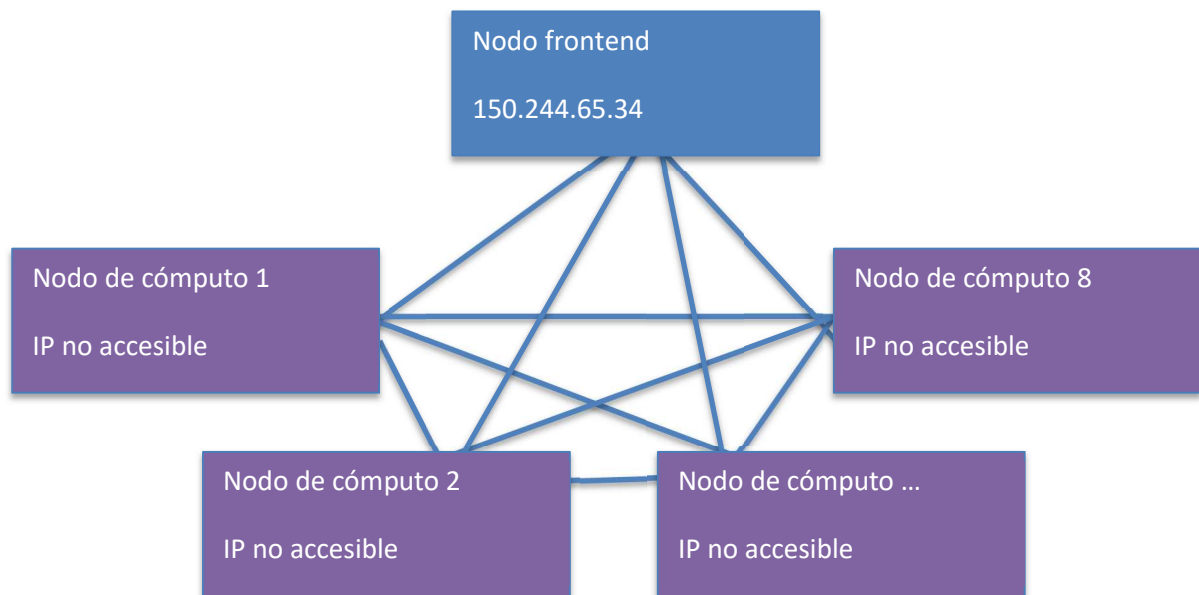 Nodo frontend
150.244.65.34
Nodo de cómputo 1
IP no accesible
Nodo de cómputo 8
IP no accesible
Nodo de cómputo 2
IP no accesible
Nodo de cómputo …
IP no accesible